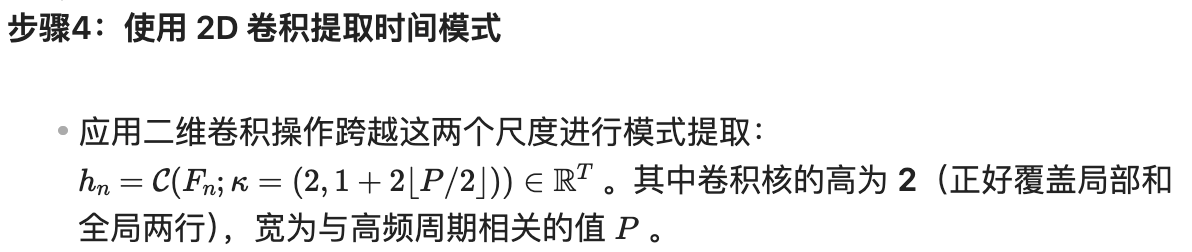 步骤4：使用 2D 卷积提取时间模式
• 应用二维卷积操作跨越这两个尺度进行模式提取：
hₙ = 𝒞(Fₙ; κ = (2, 1 + 2⌊P/2⌋)) ∈ ℝᵀ 。其中卷积核的高为 2（正好覆盖局部和
全局两行），宽为与高频周期相关的值 P 。